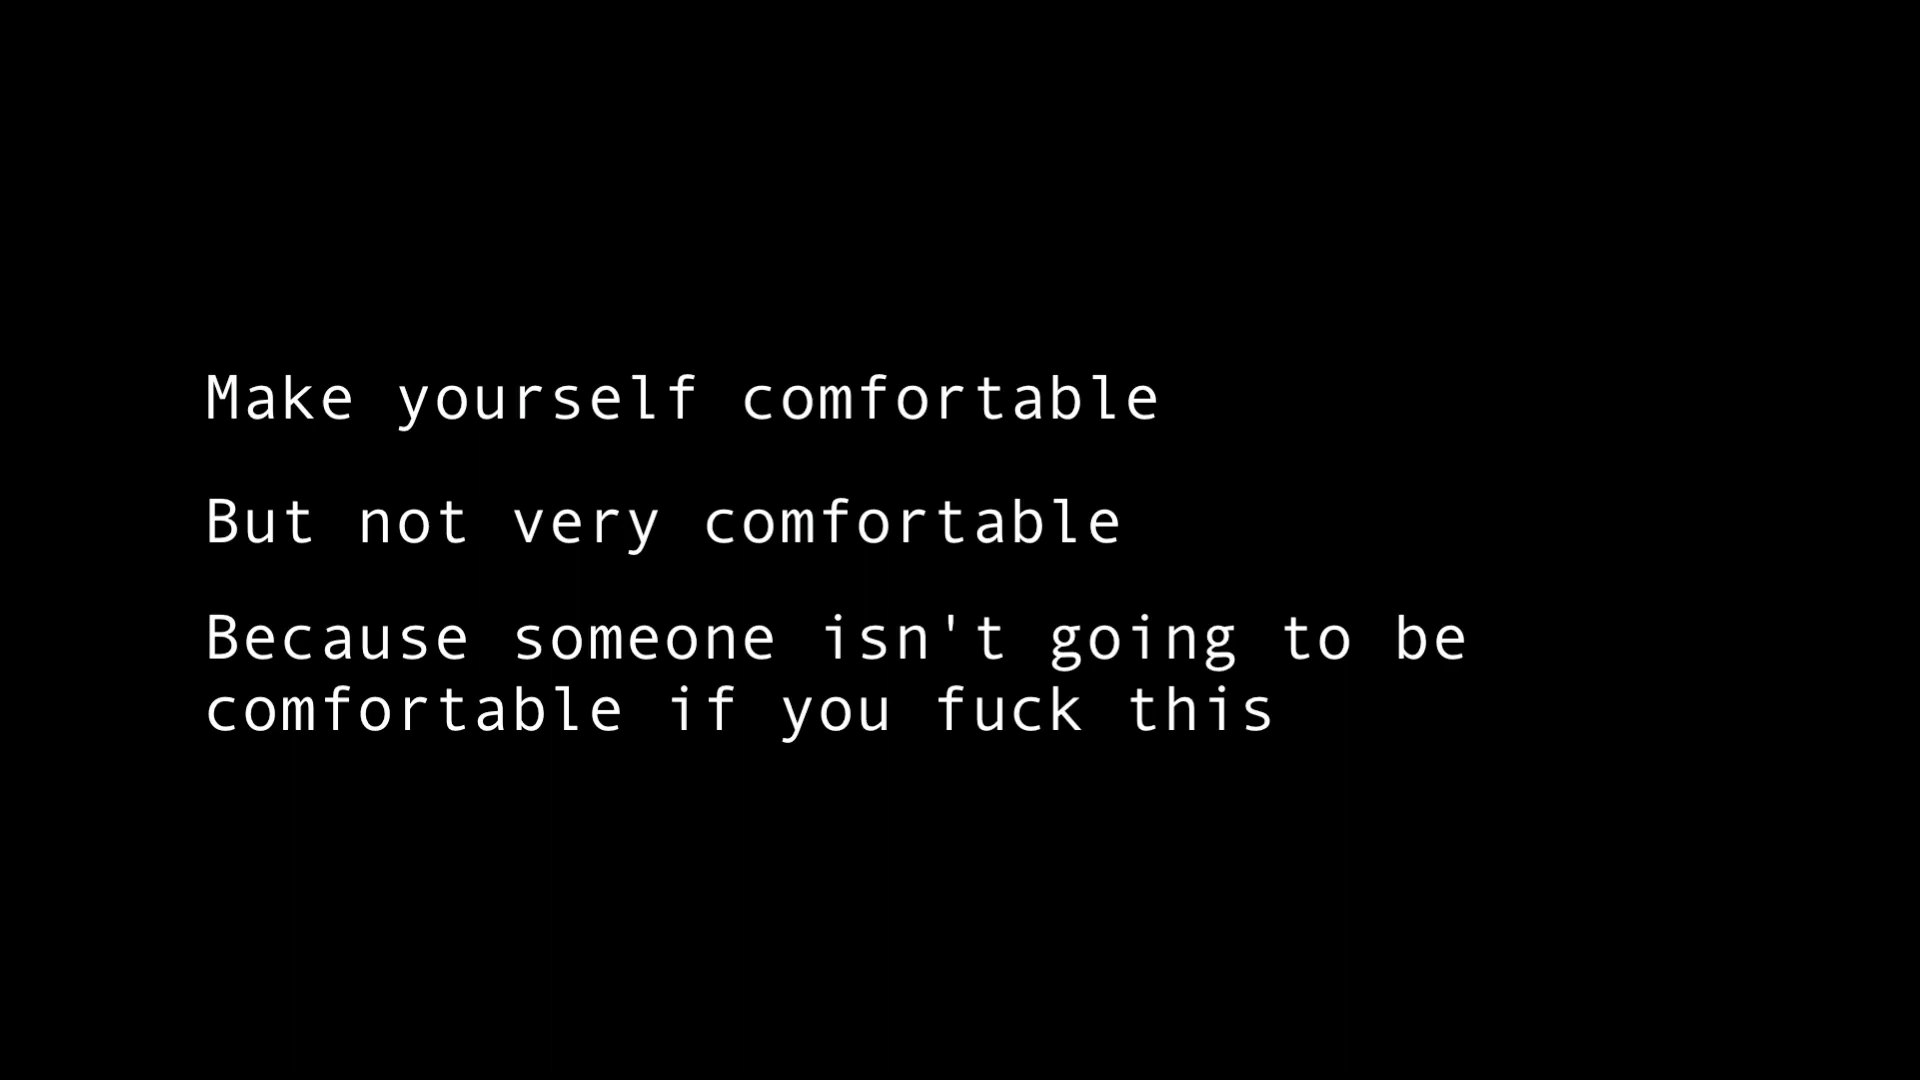 Make yourself comfortable
But not very comfortable
Because someone isn't going to be
comfortable if you fuck this